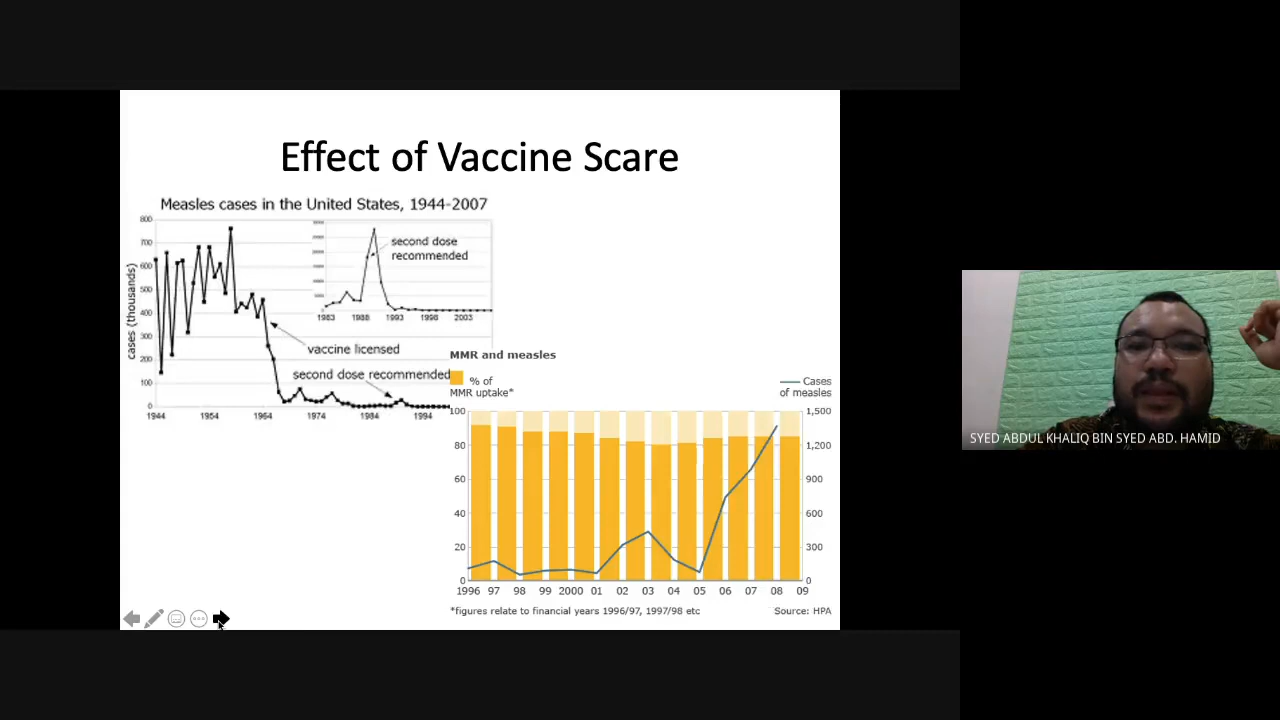 Effect of Vaccine Scare
Measles cases in the United States, 1944-2007
cases (thousands)
800
700
600
500
400
300
200
100
0
1944 1954 1964 1974 1984 1994
vaccine licensed
second dose recommended
second dose
recommended
1983 1988 1993 1998 2003
MMR and measles
% of
MMR uptake*
Cases
of measles
100
80
60
40
20
0
1,500
1,200
900
600
300
0
1996 97 98 99 2000 01 02 03 04 05 06 07 08 09
*figures relate to financial years 1996/97, 1997/98 etc
Source: HPA
SYED ABDUL KHALIQ BIN SYED ABD. HAMID